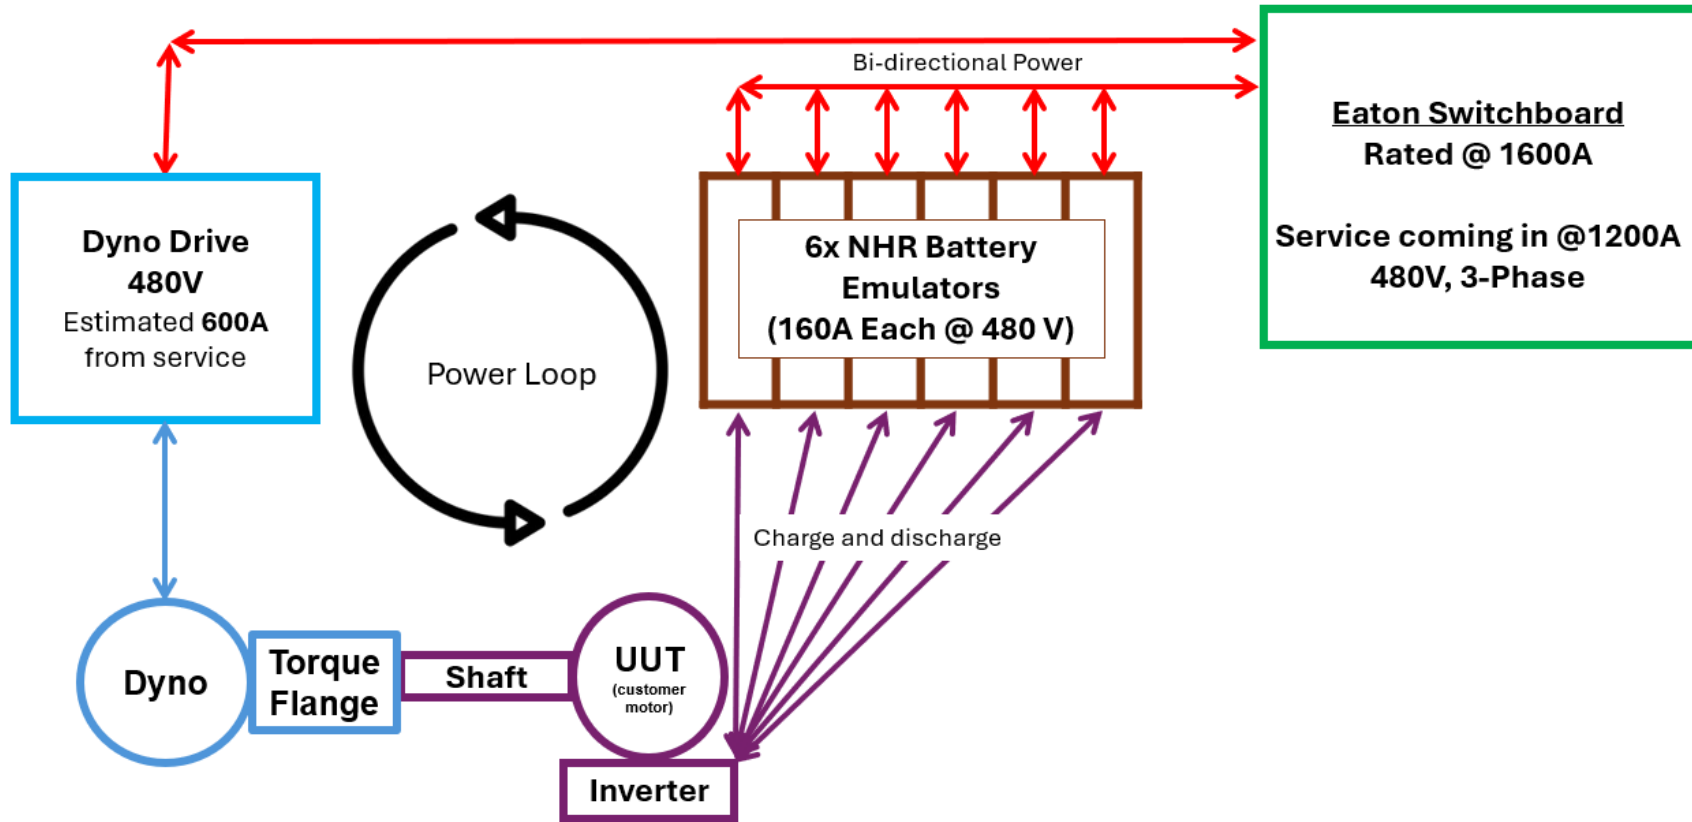 Bi-directional Power
Eaton Switchboard
Rated @ 1600A
Service coming in @1200A
480V, 3-Phase
Dyno Drive
480V
Estimated 600A
from service
Power Loop
6x NHR Battery
Emulators
(160A Each @ 480 V)
Charge and discharge
Dyno
Torque
Flange
Shaft
UUT
(customer
motor)
Inverter